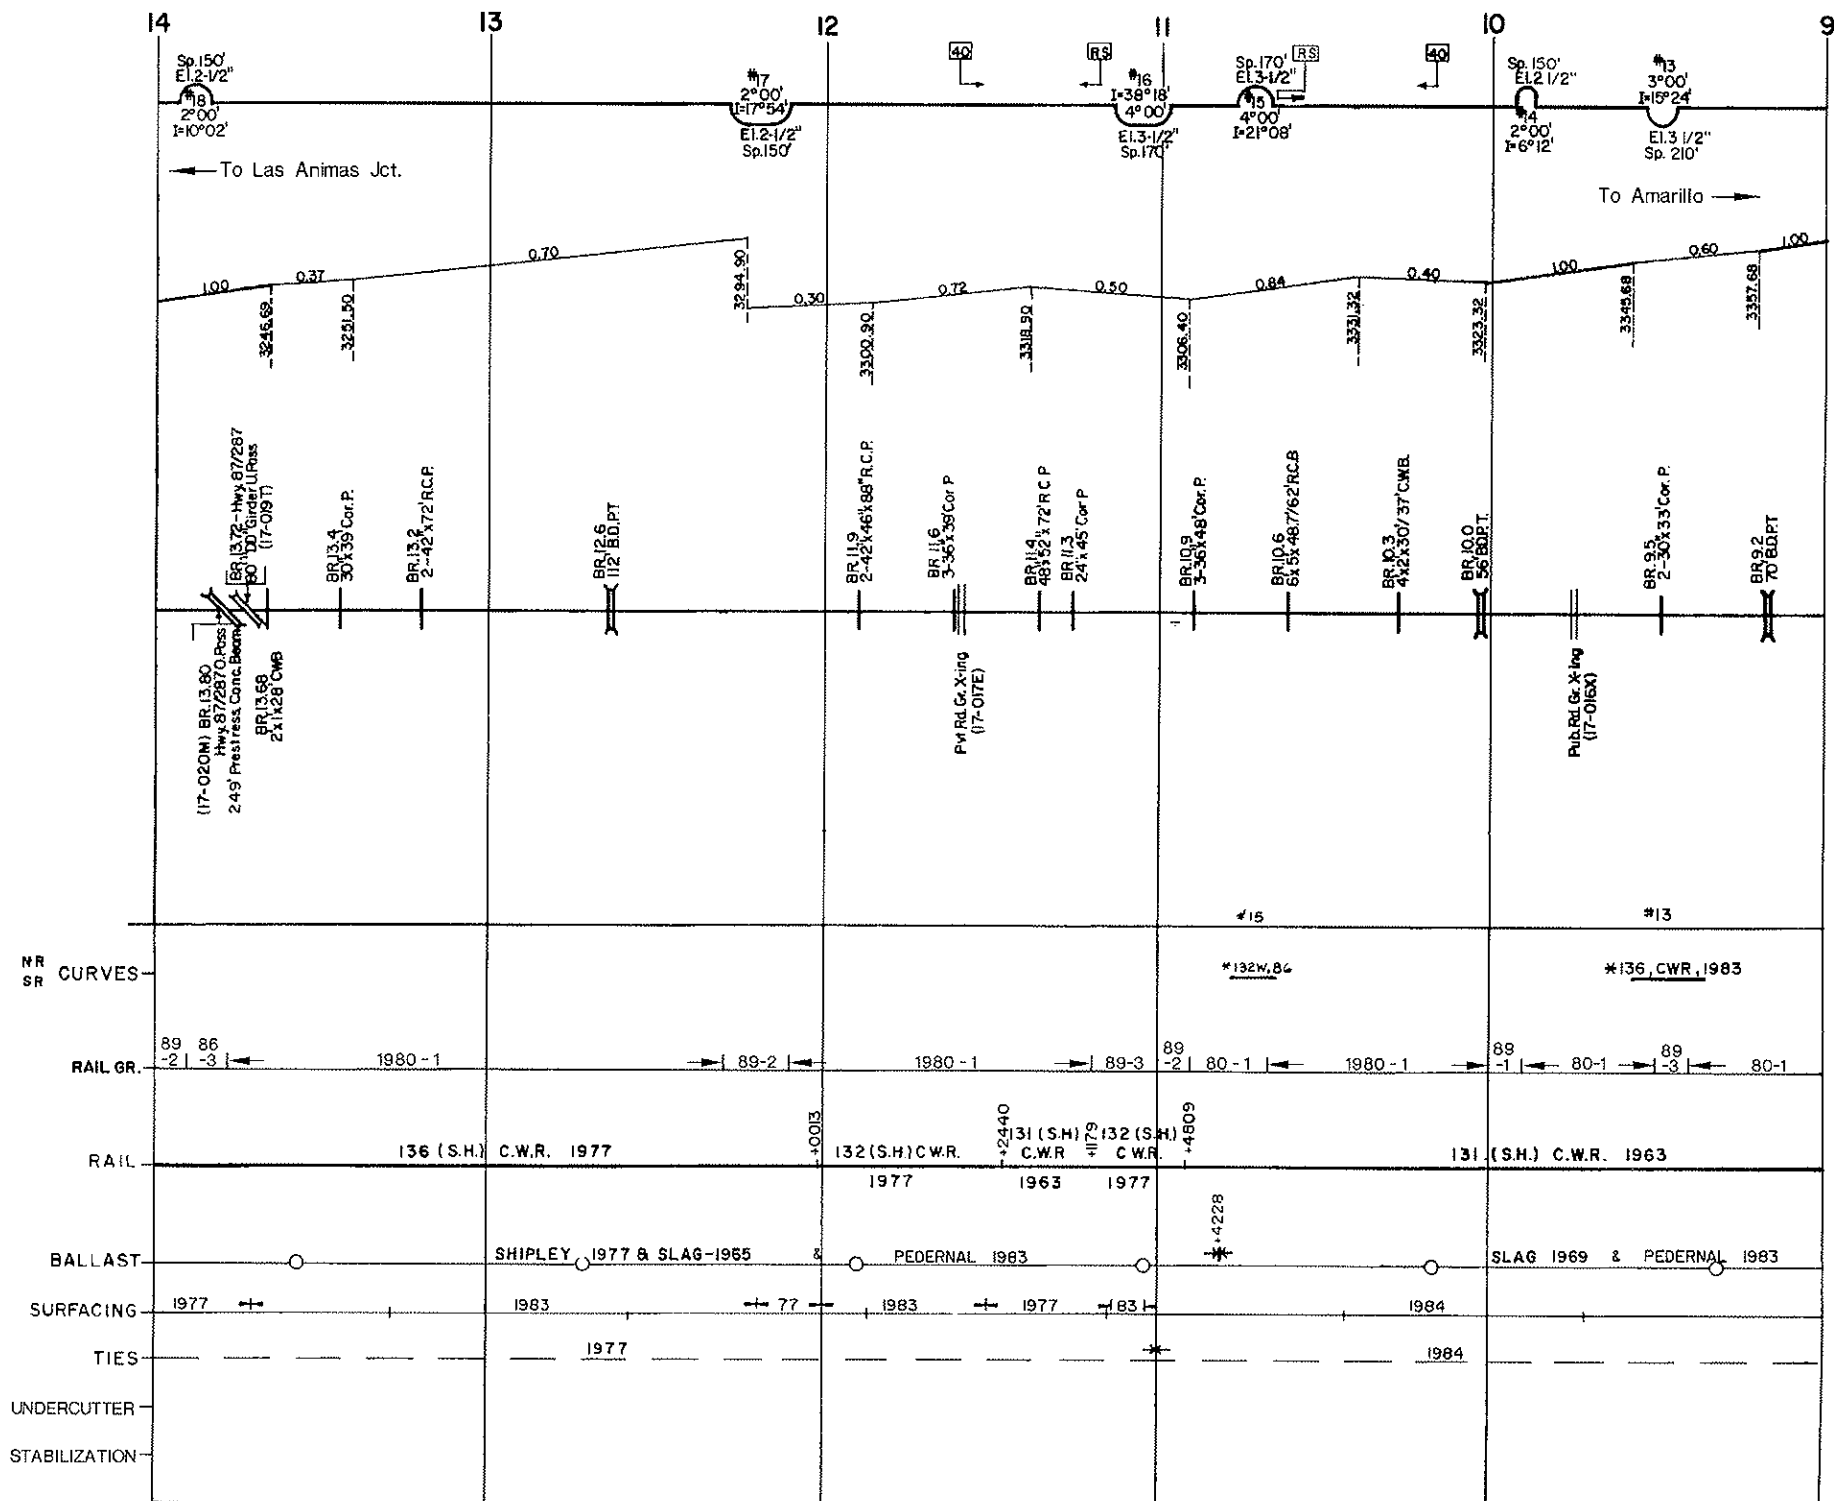 14 13 12 11 10 9
Sp.150'
El.2-1/2"
#18
2°00'
I=10°02'
#17
2°00'
I=17°54'
El.2-1/2"
Sp.150'
40
RS
#16
I=38°18'
4°00'
El.3-1/2"
Sp.170'
Sp.170'
El.3-1/2"
RS
#15
4°00'
I=21°08'
40
Sp.150'
El.2 1/2"
#14
2°00'
I=6°12'
#13
3°00'
I=15°24'
El.3 1/2"
Sp. 210'
To Las Animas Jct.
To Amarillo
1.00 0.37 0.70 0.30 0.72 0.50 0.84 0.40 1.00 0.60 1.00
3246.69
3251.50
3294.90
3300.90
3318.90
3306.40
3331.32
3323.32
3345.68
3357.68
BR.13.72-Hwy. 87/287
80' DD' Girder U.Pass
(17-019T)
BR.13.4
30"x39' Cor. P.
BR.13.2
2-42"x72' R.C.P.
BR.12.6
112' B.D.P.T
BR.11.9
2-42"x46'x88" R.C.P.
BR 11.6
3-36"x39' Cor P
BR.11.4
48"x52"x72' R C P
BR 11.3
24"x45' Cor P
BR.10.9
3-36"x48' Cor. P.
BR.10.6
6x5x48.7/62' R.C.B
BR.10.3
4'x2'x30'/37' C.W.B.
BR.10.0
56' B.D.P.T.
BR.9.5
2-30"x33' Cor. P.
BR.9.2
70' B.D.P.T
(17-020M) BR.13.80
Hwy.87/287 O.Pass
249' Prestress. Conc. Beam
BR.13.68
2'x1'x28' CWB
Pvt Rd. Gr. X-ing
(17-017E)
Pub. Rd. Gr. X-ing
(17-016X)
#15 #13
NR
SR CURVES
*132W, 86
*136, CWR, 1983
RAIL GR.
89
-2
86
-3
1980-1
89-2
1980-1
89-3
89
-2
80-1
1980-1
89
-1
80-1
89
-3
80-1
RAIL
136 (S.H.) C.W.R. 1977
+0013
132 (S.H.) C W.R.
1977
+2440
131 (S.H)
C.W.R
1963
+1179
132 (S.H.)
C W.R.
1977
+4809
131 (S.H.) C.W.R. 1963
BALLAST
SHIPLEY 1977 & SLAG-1965 & PEDERNAL 1983
+4228
SLAG 1969 & PEDERNAL 1983
SURFACING 1977 1983 77 1983 1977 83 1984
TIES 1977 1984
UNDERCUTTER
STABILIZATION